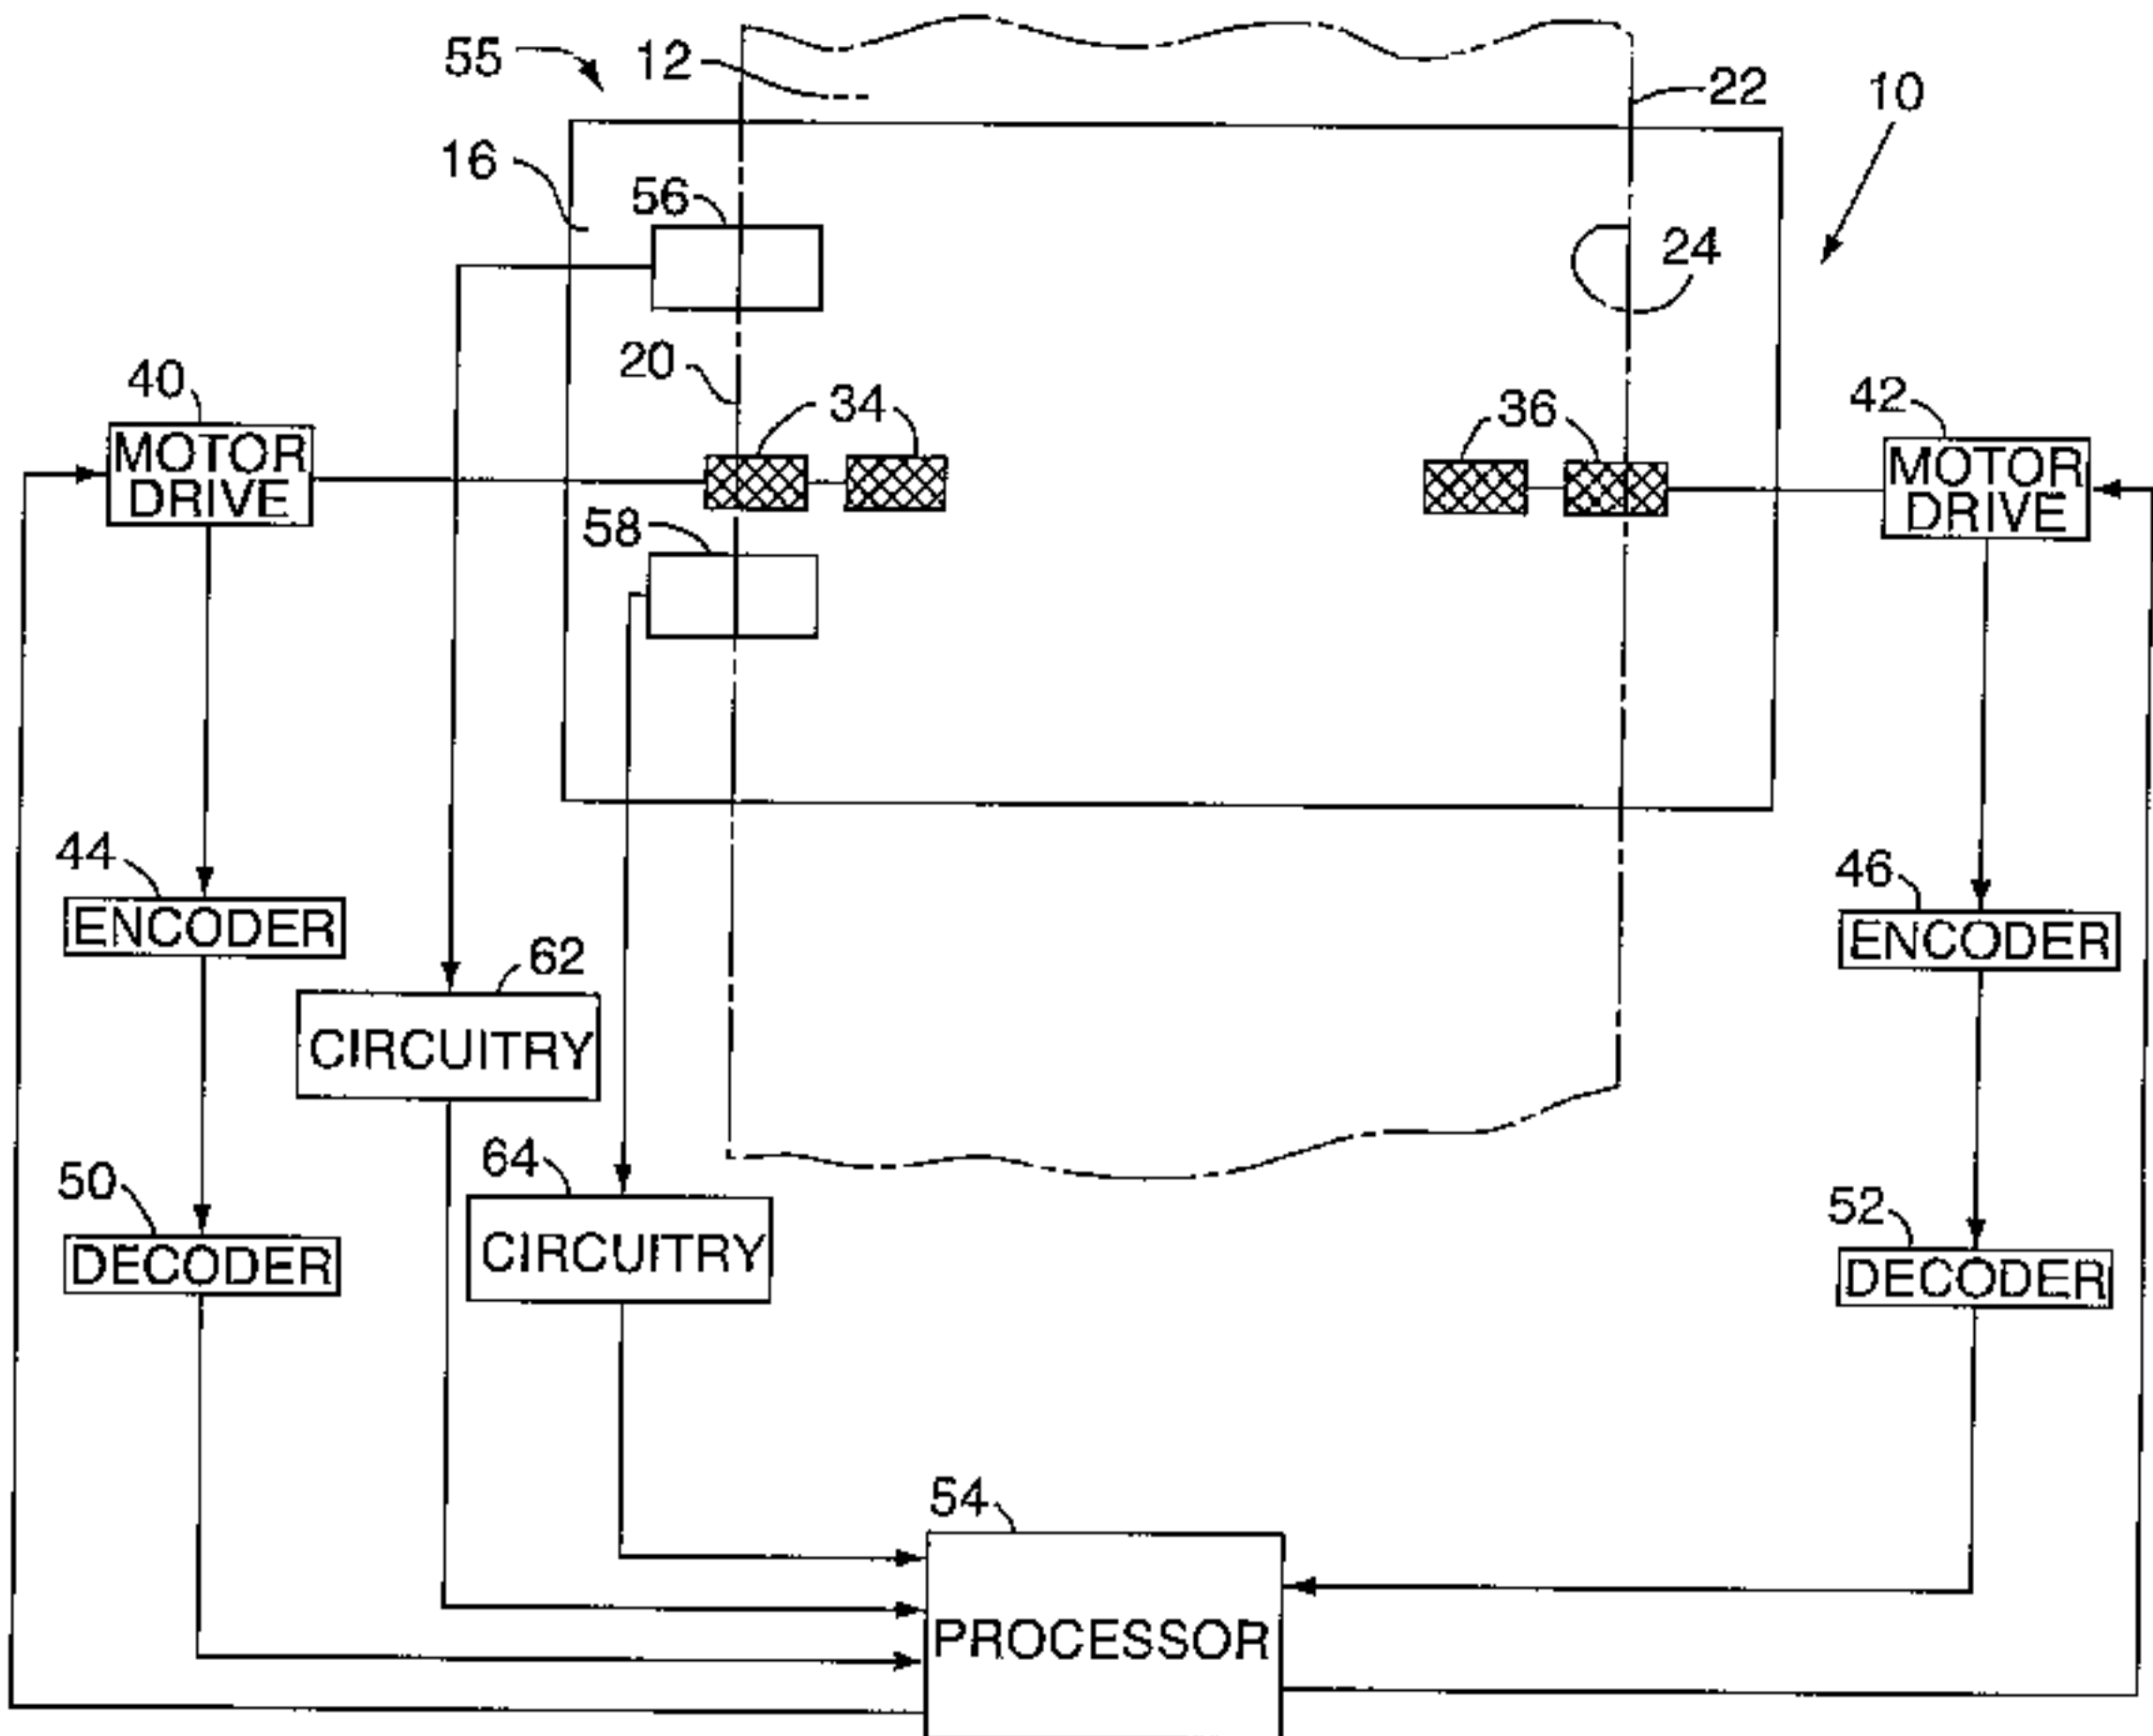 55
12
22
10
16
56
24
20
40
34
36
42
MOTOR
DRIVE
MOTOR
DRIVE
58
44
46
ENCODER
ENCODER
62
CIRCUITRY
64
50
52
CIRCUITRY
DECODER
DECODER
54
PROCESSOR